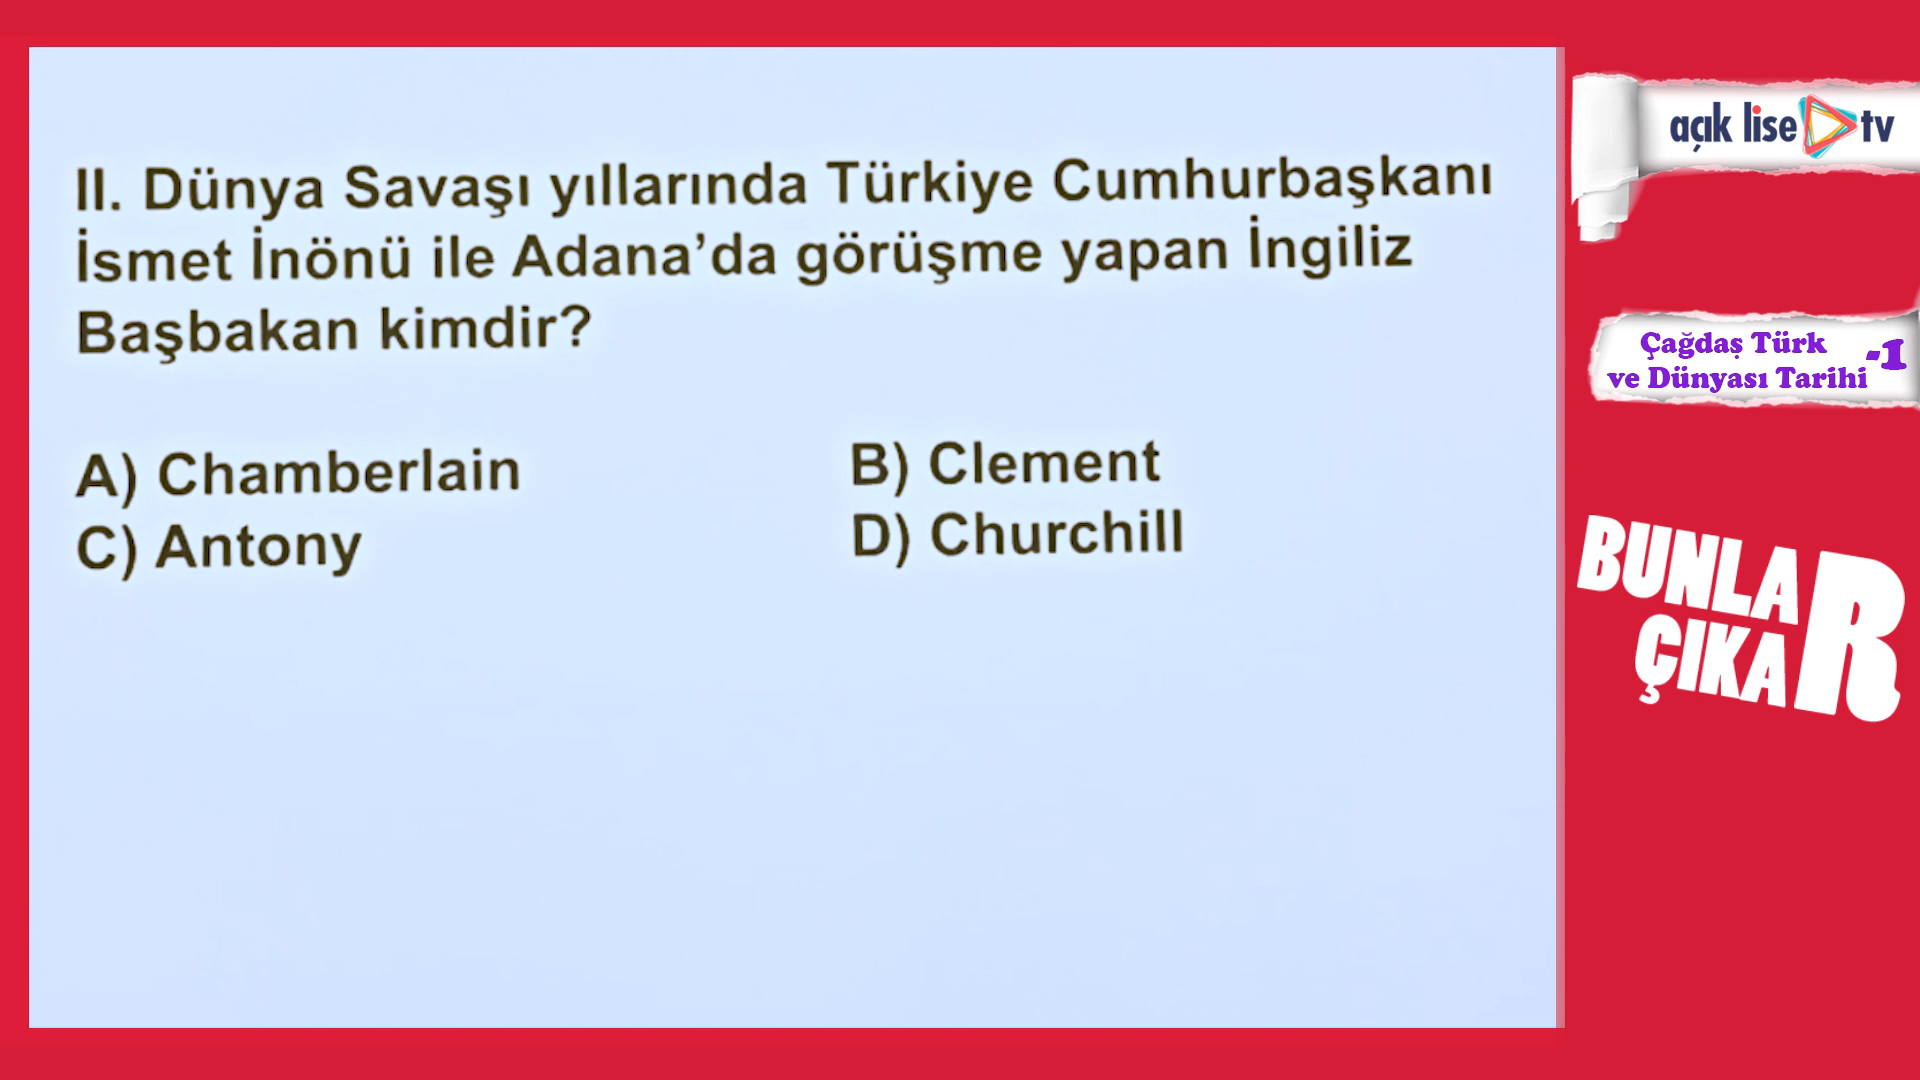 II. Dünya Savaşı yıllarında Türkiye Cumhurbaşkanı
İsmet İnönü ile Adana'da görüşme yapan İngiliz
Başbakan kimdir?
A) Chamberlain
B) Clement
C) Antony
D) Churchill
açık lise tv
Çağdaş Türk
ve Dünyası Tarihi -1
BUNLAR
ÇIKAR